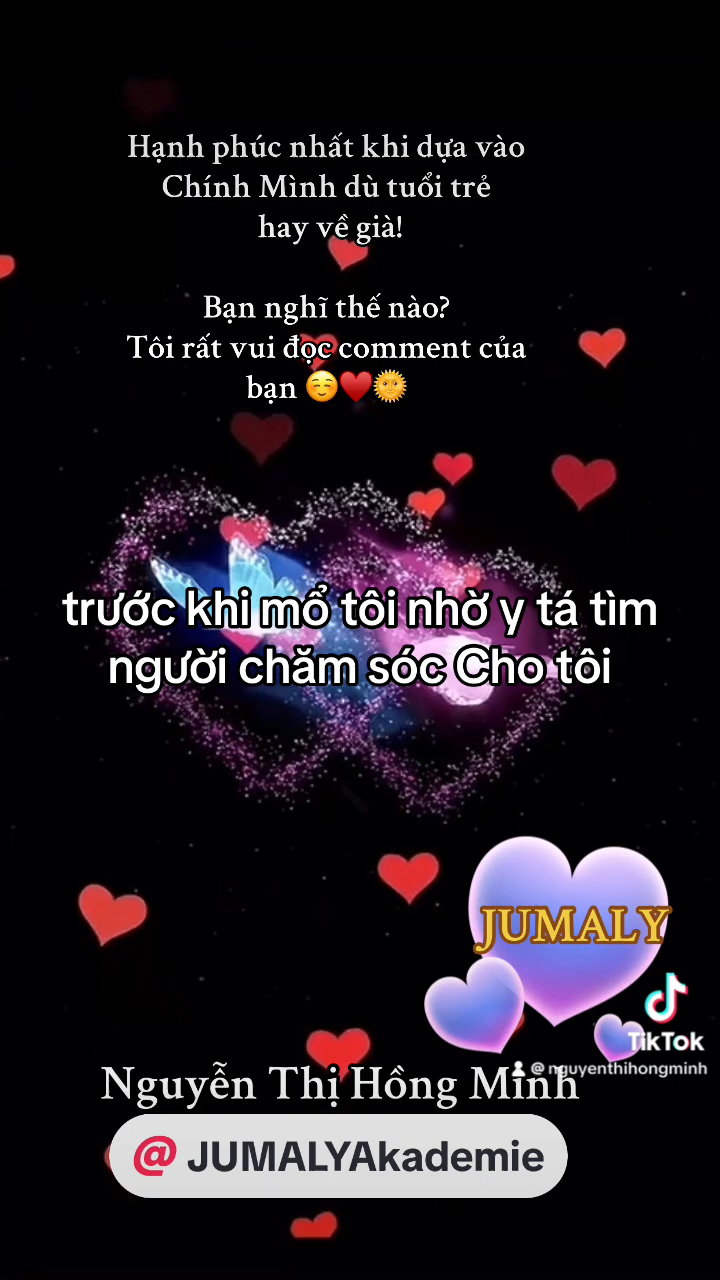 Hạnh phúc nhất khi dựa vào
Chính Mình dù tuổi trẻ
hay về già!
Bạn nghĩ thế nào?
Tôi rất vui đọc comment của
bạn ☺️♥️🌞
trước khi mổ tôi nhờ y tá tìm
người chăm sóc Cho tôi
JUMALY
TikTok
@nguyenthihongminh
Nguyễn Thị Hồng Minh
@ JUMALYAkademie